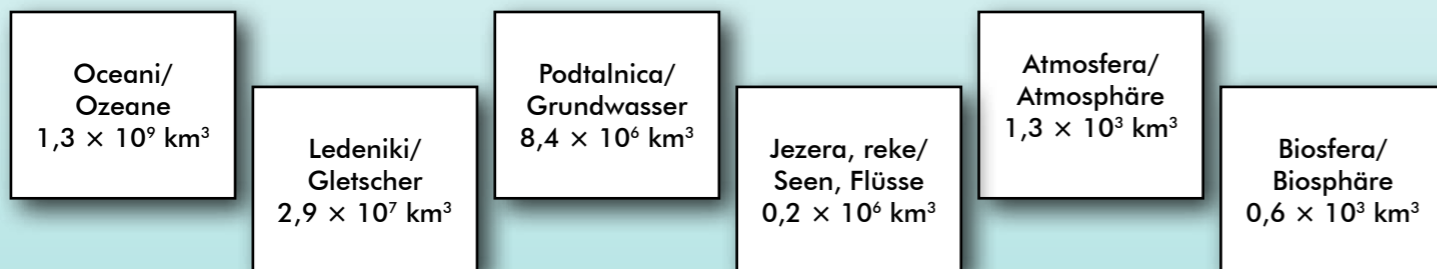 Oceani/
Ozeane
1,3 × 10⁹ km³
Ledeniki/
Gletscher
2,9 × 10⁷ km³
Podtalnica/
Grundwasser
8,4 × 10⁶ km³
Jezera, reke/
Seen, Flüsse
0,2 × 10⁶ km³
Atmosfera/
Atmosphäre
1,3 × 10³ km³
Biosfera/
Biosphäre
0,6 × 10³ km³